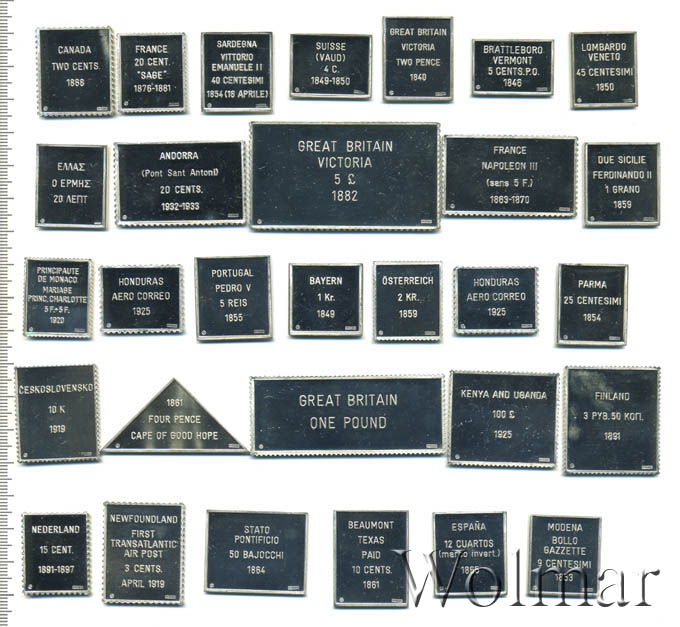 CANADA
TWO CENTS.
1868
FRANCE
20 CENT.
"SAGE"
1876-1881
SARDEGNA
VITTORIO
EMANUELE II
40 CENTESIMI
1854 (18 APRILE)
SUISSE
(VAUD)
4 C.
1849-1850
GREAT BRITAIN
VICTORIA
TWO PENCE
1840
BRATTLEBORO
VERMONT
5 CENTS.P.O.
1846
LOMBARDO
VENETO
45 CENTESIMI
1850
ΕΛΛΑΣ
Ο ΕΡΜΗΣ
20 ΛΕΠΤ
ANDORRA
(Pont Sant Antoni)
20 CENTS.
1932-1933
GREAT BRITAIN
VICTORIA
5 £
1882
FRANCE
NAPOLEON III
(sans 5 F.)
1863-1870
DUE SICILIE
FERDINANDO II
1 GRANO
1859
PRINCIPAUTE
DE MONACO
MARIAGE
PRINC. CHARLOTTE
5 F.+5 F.
1920
HONDURAS
AERO CORREO
1925
PORTUGAL
PEDRO V
5 REIS
1855
BAYERN
1 Kr.
1849
ÖSTERREICH
2 KR.
1859
HONDURAS
AERO CORREO
1925
PARMA
25 CENTESIMI
1854
ČESKOSLOVENSKO
10 K
1919
1861
FOUR PENCE
CAPE OF GOOD HOPE
GREAT BRITAIN
ONE POUND
KENYA AND UGANDA
100 £
1925
FINLAND
3 РУВ.50 КОП.
1891
NEDERLAND
15 CENT.
1891-1897
NEWFOUNDLAND
FIRST
TRANSATLANTIC
AIR POST
3 CENTS.
APRIL 1919
STATO
PONTIFICIO
50 BAJOCCHI
1864
BEAUMONT
TEXAS
PAID
10 CENTS.
1861
ESPAÑA
12 CUARTOS
(marco invert.)
1865
MODENA
BOLLO
GAZZETTE
9 CENTESIMI
1853
Wolmar